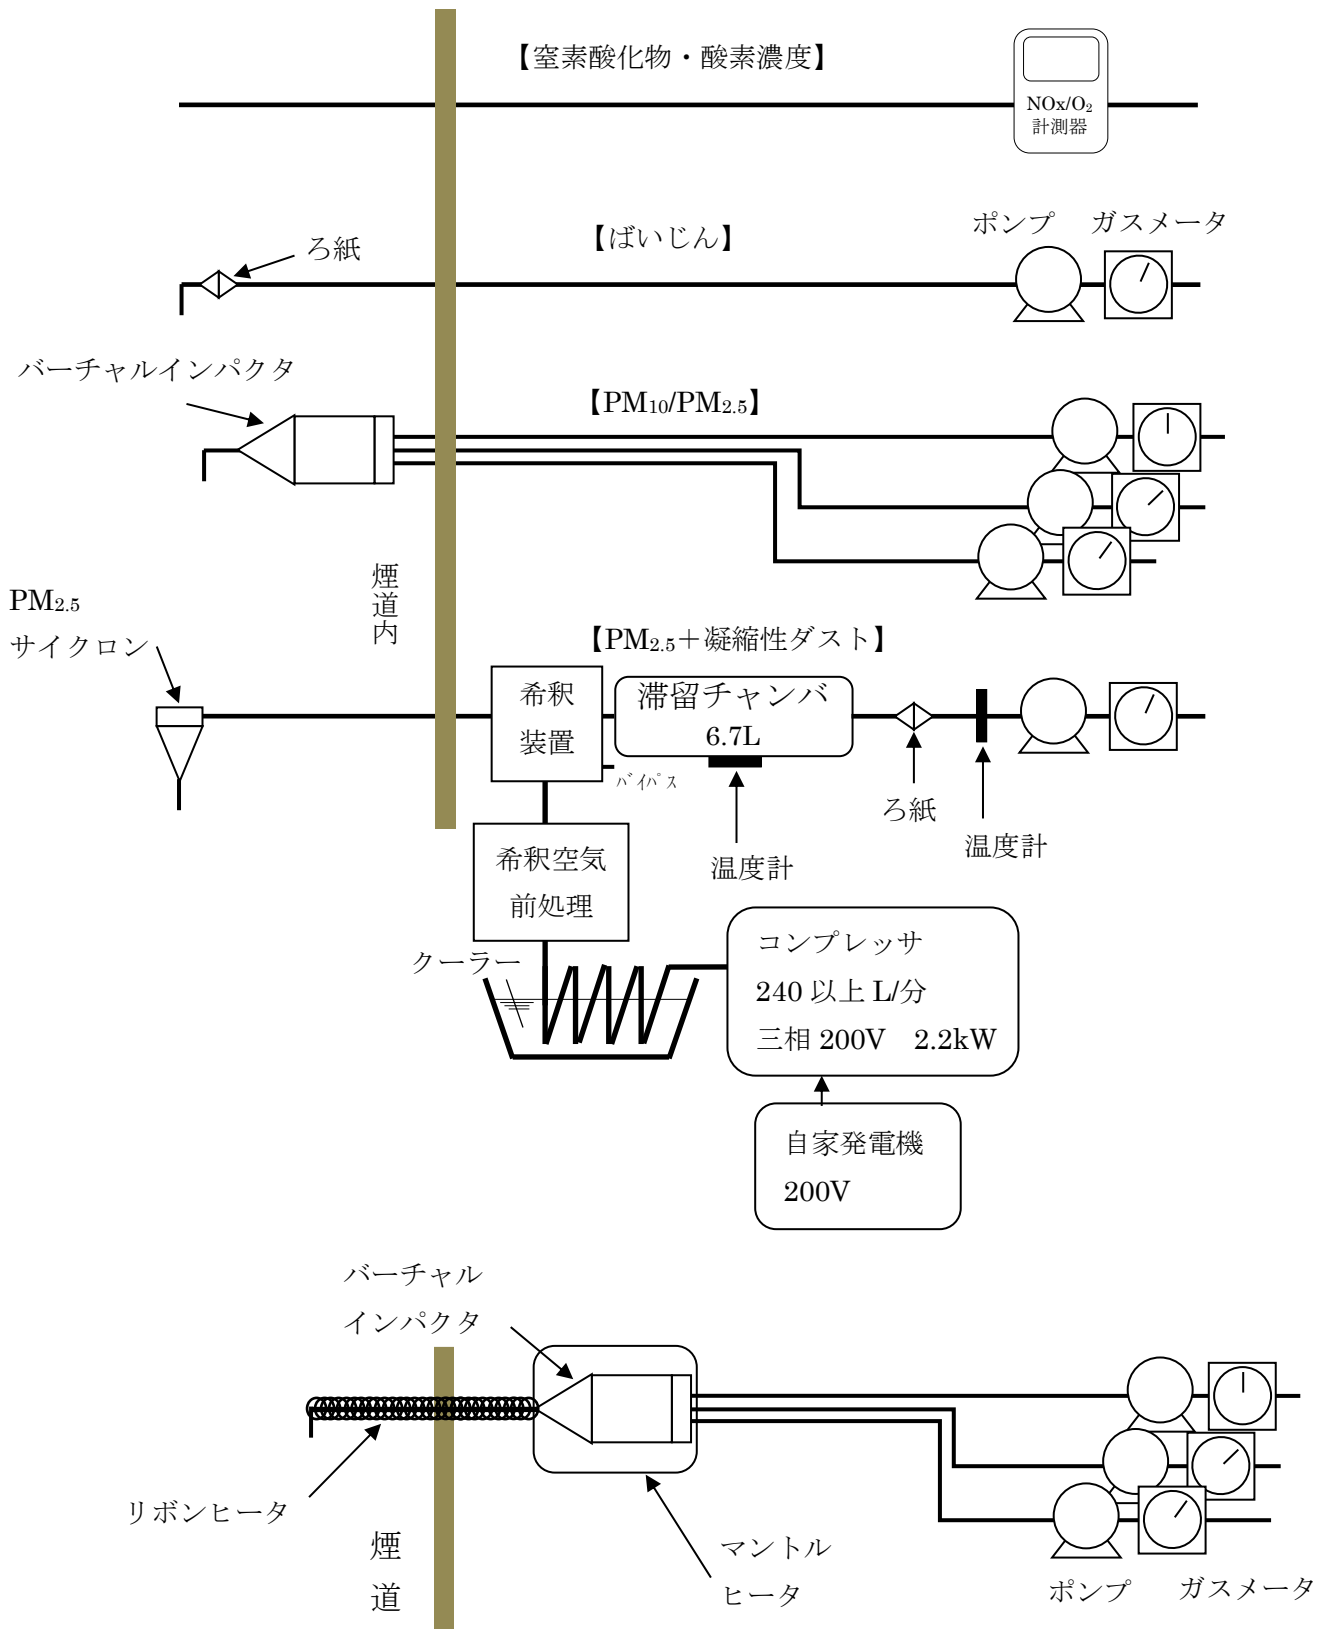 【窒素酸化物・酸素濃度】
NOx/O₂
計測器
ポンプ　ガスメータ
【ばいじん】
ろ紙
バーチャルインパクタ
【PM₁₀/PM₂.₅】
煙道内
PM₂.₅
サイクロン
【PM₂.₅＋凝縮性ダスト】
希釈
装置
滞留チャンバ
6.7L
ﾊﾞｲﾊﾟｽ
ろ紙
温度計
温度計
希釈空気
前処理
クーラー
コンプレッサ
240 以上 L/分
三相 200V　2.2kW
自家発電機
200V
バーチャル
インパクタ
リボンヒータ
煙道
マントル
ヒータ
ポンプ　ガスメータ